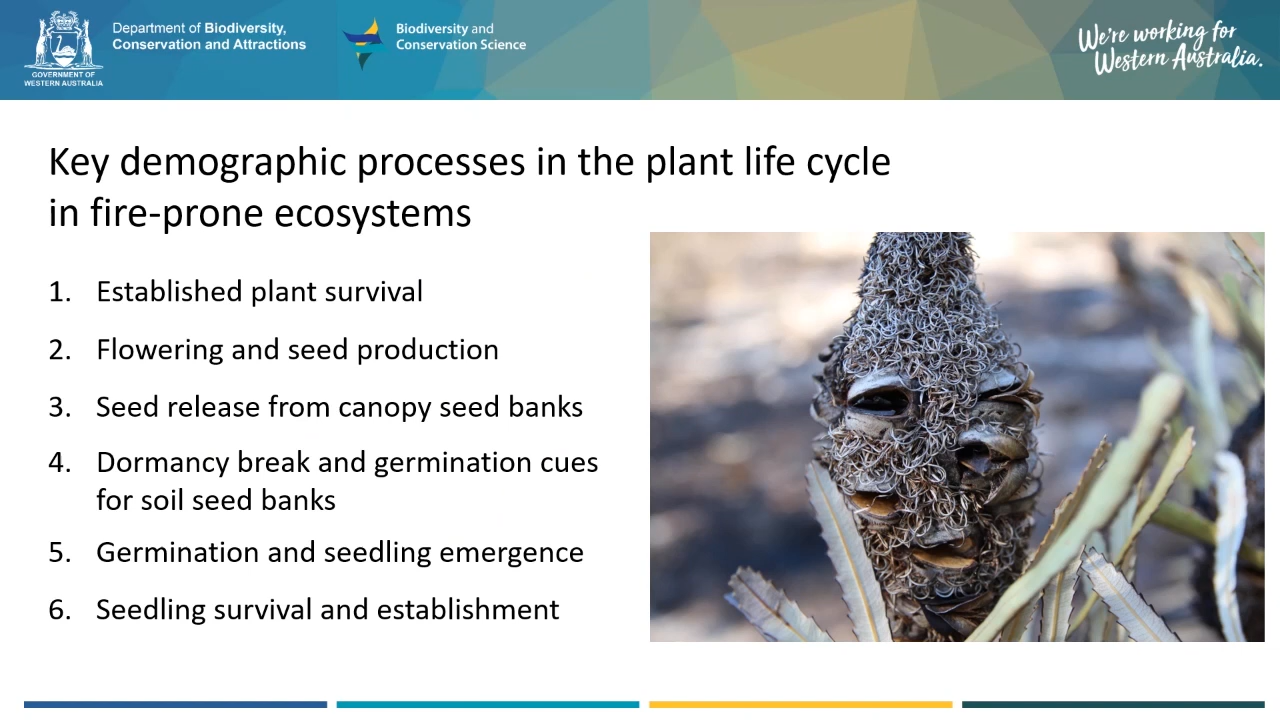 GOVERNMENT OF
WESTERN AUSTRALIA
Department of Biodiversity,
Conservation and Attractions
Biodiversity and
Conservation Science
We're working for
Western Australia.
Key demographic processes in the plant life cycle
in fire-prone ecosystems
1. Established plant survival
2. Flowering and seed production
3. Seed release from canopy seed banks
4. Dormancy break and germination cues
for soil seed banks
5. Germination and seedling emergence
6. Seedling survival and establishment